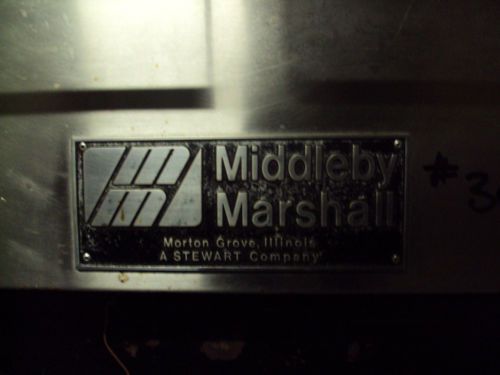 Middleby
Marshall
Morton Grove, Illinois
A STEWART Company
#3